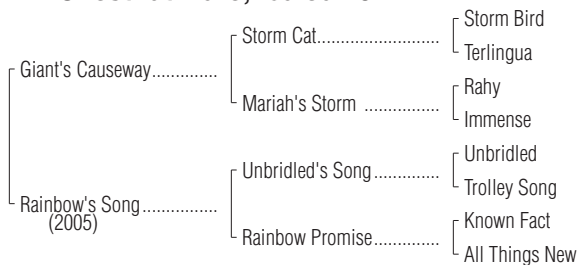 Storm Bird
Storm Cat
Terlingua
Giant's Causeway
Rahy
Mariah's Storm
Immense
Unbridled
Unbridled's Song
Trolley Song
Rainbow's Song
(2005)
Known Fact
Rainbow Promise
All Things New